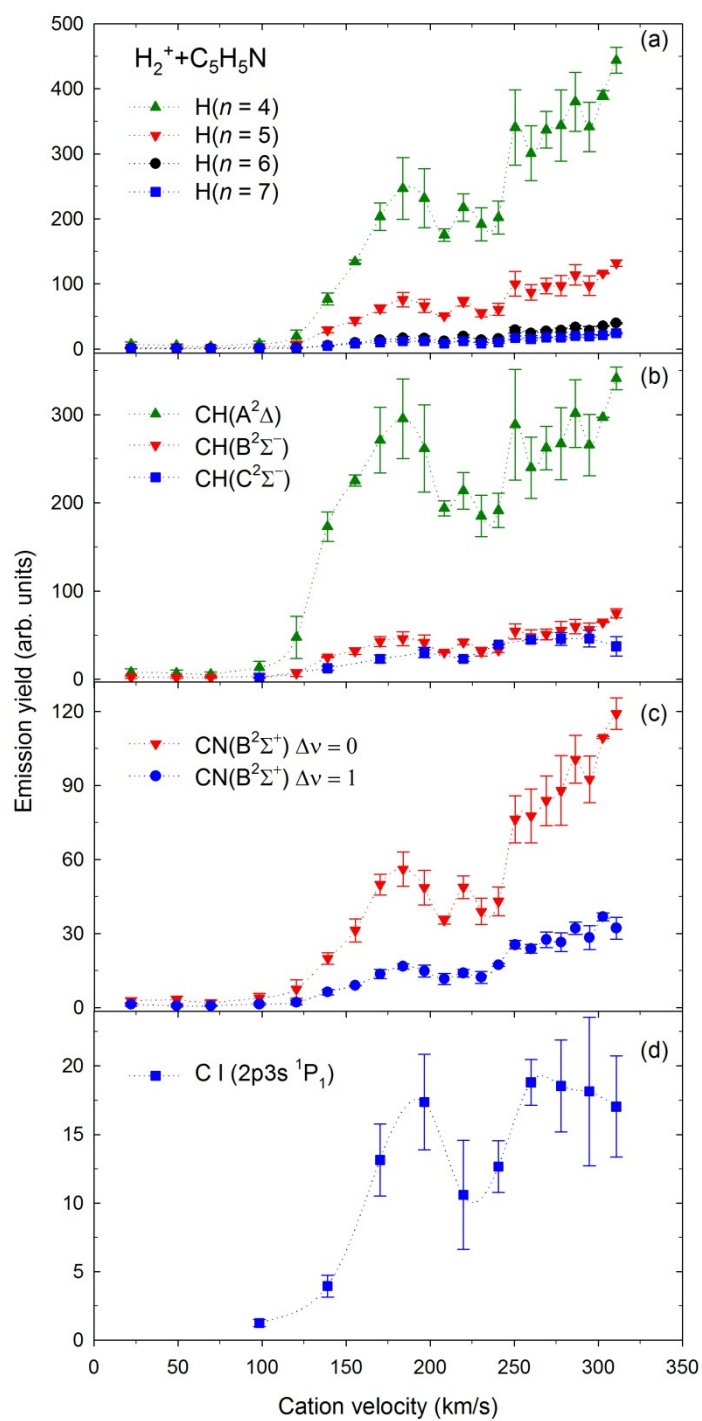 Emission yield (arb. units)
500
400
300
200
100
0
(a)
H₂⁺+C₅H₅N
H(n = 4)
H(n = 5)
H(n = 6)
H(n = 7)
300
200
100
0
(b)
CH(A²Δ)
CH(B²Σ⁻)
CH(C²Σ⁻)
120
90
60
30
0
(c)
CN(B²Σ⁺) Δν = 0
CN(B²Σ⁺) Δν = 1
20
15
10
5
0
(d)
C I (2p3s ¹P₁)
0 50 100 150 200 250 300 350
Cation velocity (km/s)